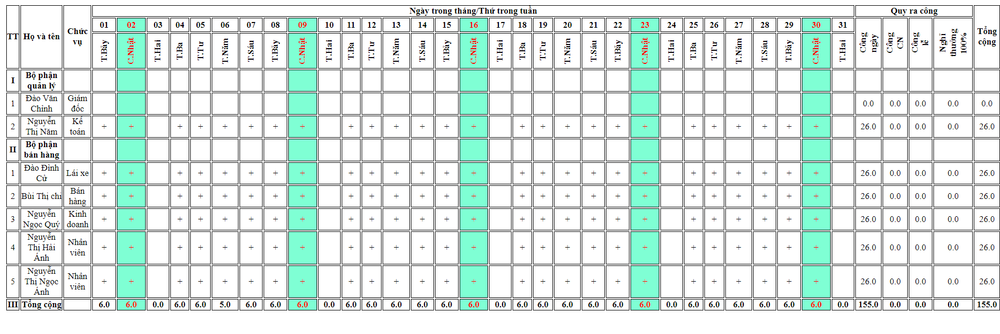 Ngày trong tháng/Thứ trong tuần Quy ra công
TT Họ và tên Chức vụ 01 02 03 04 05 06 07 08 09 10 11 12 13 14 15 16 17 18 19 20 21 22 23 24 25 26 27 28 29 30 31 Công ngày Công CN Công lễ Nghỉ thưởng 100% Tổng cộng
T.Bảy C.Nhật T.Hai T.Ba T.Tư T.Năm T.Sáu T.Bảy C.Nhật T.Hai T.Ba T.Tư T.Năm T.Sáu T.Bảy C.Nhật T.Hai T.Ba T.Tư T.Năm T.Sáu T.Bảy C.Nhật T.Hai T.Ba T.Tư T.Năm T.Sáu T.Bảy C.Nhật T.Hai
I Bộ phận quản lý
1 Đào Văn Chinh Giám đốc 0.0 0.0 0.0 0.0 0.0
2 Nguyễn Thị Năm Kế toán + + + + + + + + + + + + + + + + + + + + + + + + + + 26.0 0.0 0.0 0.0 26.0
II Bộ phận bán hàng
1 Đào Đình Cử Lái xe + + + + + + + + + + + + + + + + + + + + + + + + + + 26.0 0.0 0.0 0.0 26.0
2 Bùi Thị chi Bán hàng + + + + + + + + + + + + + + + + + + + + + + + + + + 26.0 0.0 0.0 0.0 26.0
3 Nguyễn Ngọc Quý Kinh doanh + + + + + + + + + + + + + + + + + + + + + + + + + + 26.0 0.0 0.0 0.0 26.0
4 Nguyễn Thị Hải Ánh Nhân viên + + + + + + + + + + + + + + + + + + + + + + + + + + 26.0 0.0 0.0 0.0 26.0
5 Nguyễn Thị Ngọc Ánh Nhân viên + + + + + + + + + + + + + + + + + + + + + + + + + + 26.0 0.0 0.0 0.0 26.0
III Tổng cộng 6.0 6.0 0.0 6.0 6.0 5.0 6.0 6.0 6.0 0.0 6.0 6.0 6.0 6.0 6.0 6.0 0.0 6.0 6.0 6.0 6.0 6.0 6.0 0.0 6.0 6.0 6.0 6.0 6.0 6.0 0.0 155.0 0.0 0.0 0.0 155.0